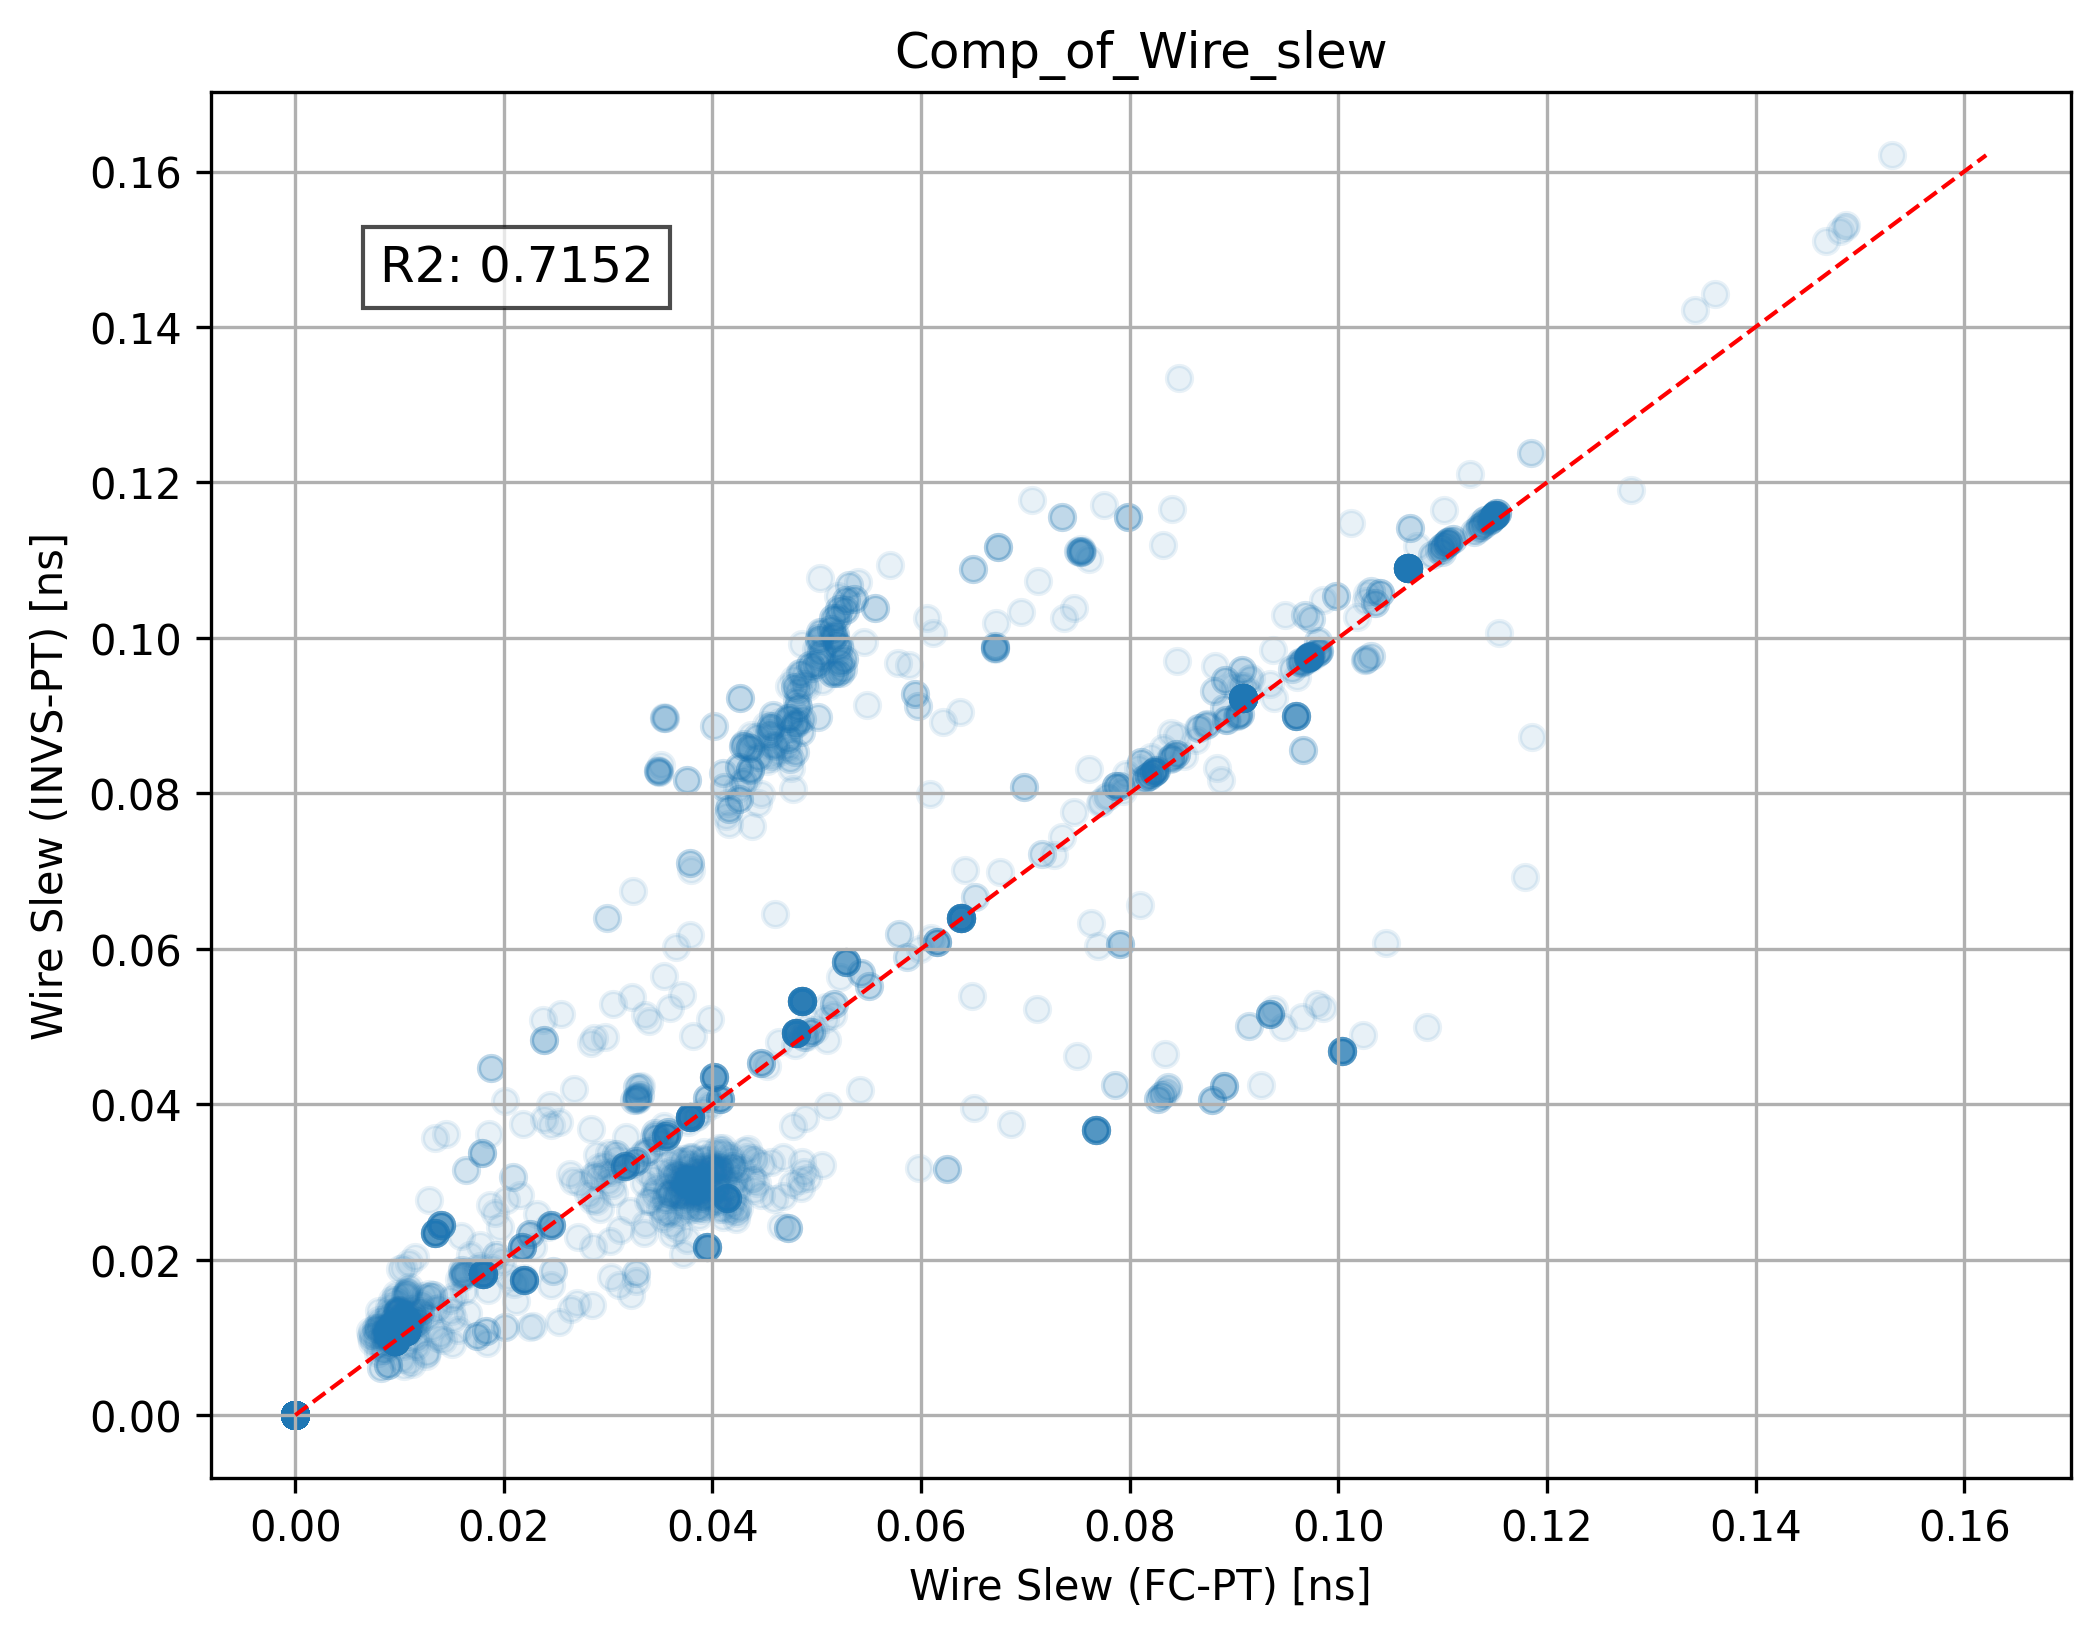 Comp_of_Wire_slew
R2: 0.7152
Wire Slew (INVS-PT) [ns]
0.16
0.14
0.12
0.10
0.08
0.06
0.04
0.02
0.00
0.00 0.02 0.04 0.06 0.08 0.10 0.12 0.14 0.16
Wire Slew (FC-PT) [ns]